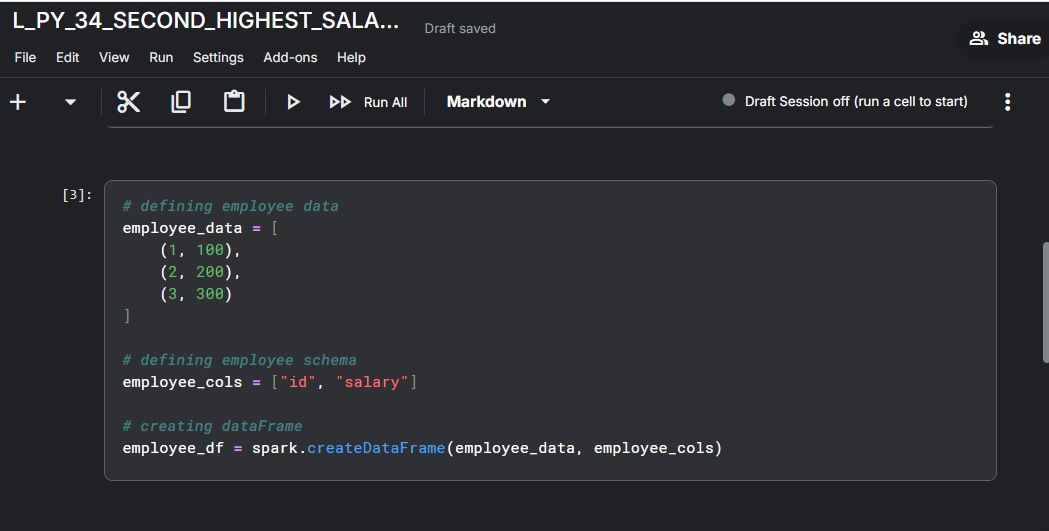 L_PY_34_SECOND_HIGHEST_SALA...
Draft saved
Share
File Edit View Run Settings Add-ons Help
Run All
Markdown
Draft Session off (run a cell to start)
[3]:
# defining employee data
employee_data = [
    (1, 100),
    (2, 200),
    (3, 300)
]
# defining employee schema
employee_cols = ["id", "salary"]
# creating dataFrame
employee_df = spark.createDataFrame(employee_data, employee_cols)